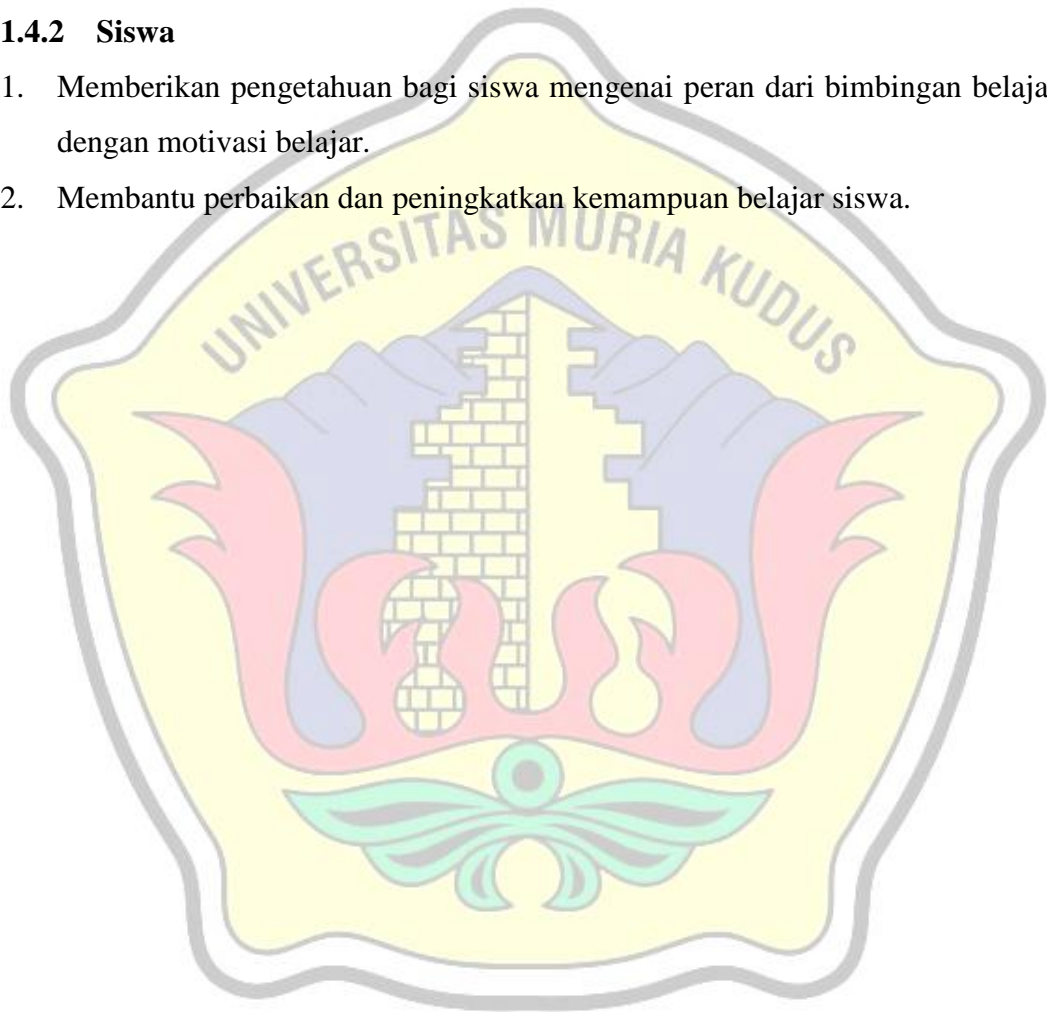 1.4.2 Siswa
1. Memberikan pengetahuan bagi siswa mengenai peran dari bimbingan belaja
dengan motivasi belajar.
2. Membantu perbaikan dan peningkatkan kemampuan belajar siswa.
UNIVERSITAS MURIA KUDUS